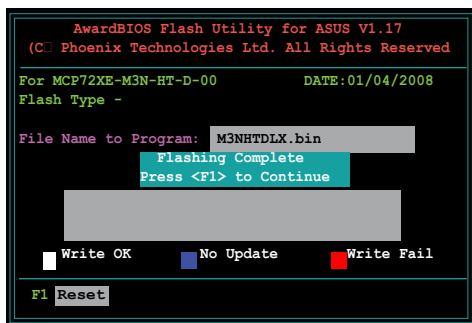 AwardBIOS Flash Utility for ASUS V1.17
(C□ Phoenix Technologies Ltd. All Rights Reserved
For MCP72XE-M3N-HT-D-00 DATE:01/04/2008
Flash Type -
File Name to Program: M3NHTDLX.bin
Flashing Complete
Press <F1> to Continue
Write OK No Update Write Fail
F1 Reset